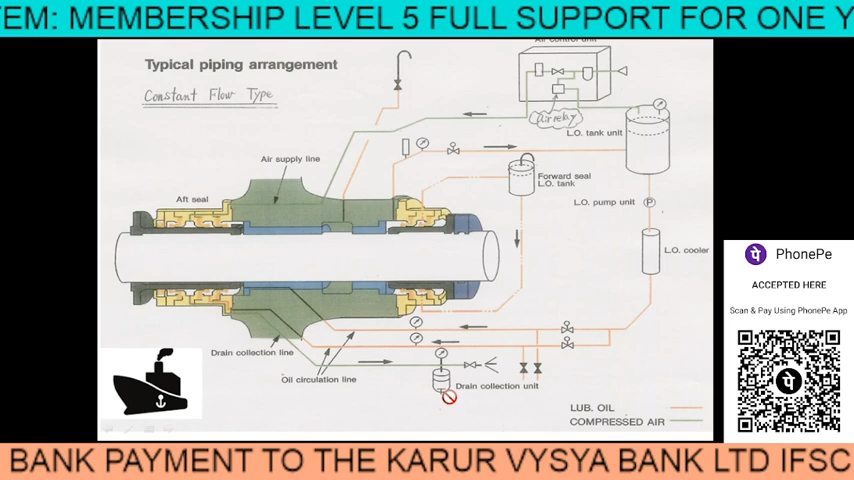 TEM: MEMBERSHIP LEVEL 5 FULL SUPPORT FOR ONE Y
Air control unit
Typical piping arrangement
Constant Flow Type
Air relay
L.O. tank unit
Air supply line
Forward seal
L.O. tank
Aft seal
L.O. pump unit
P
L.O. cooler
PhonePe
ACCEPTED HERE
Scan & Pay Using PhonePe App
Drain collection line
Oil circulation line
Drain collection unit
LUB. OIL
COMPRESSED AIR
BANK PAYMENT TO THE KARUR VYSYA BANK LTD IFSC